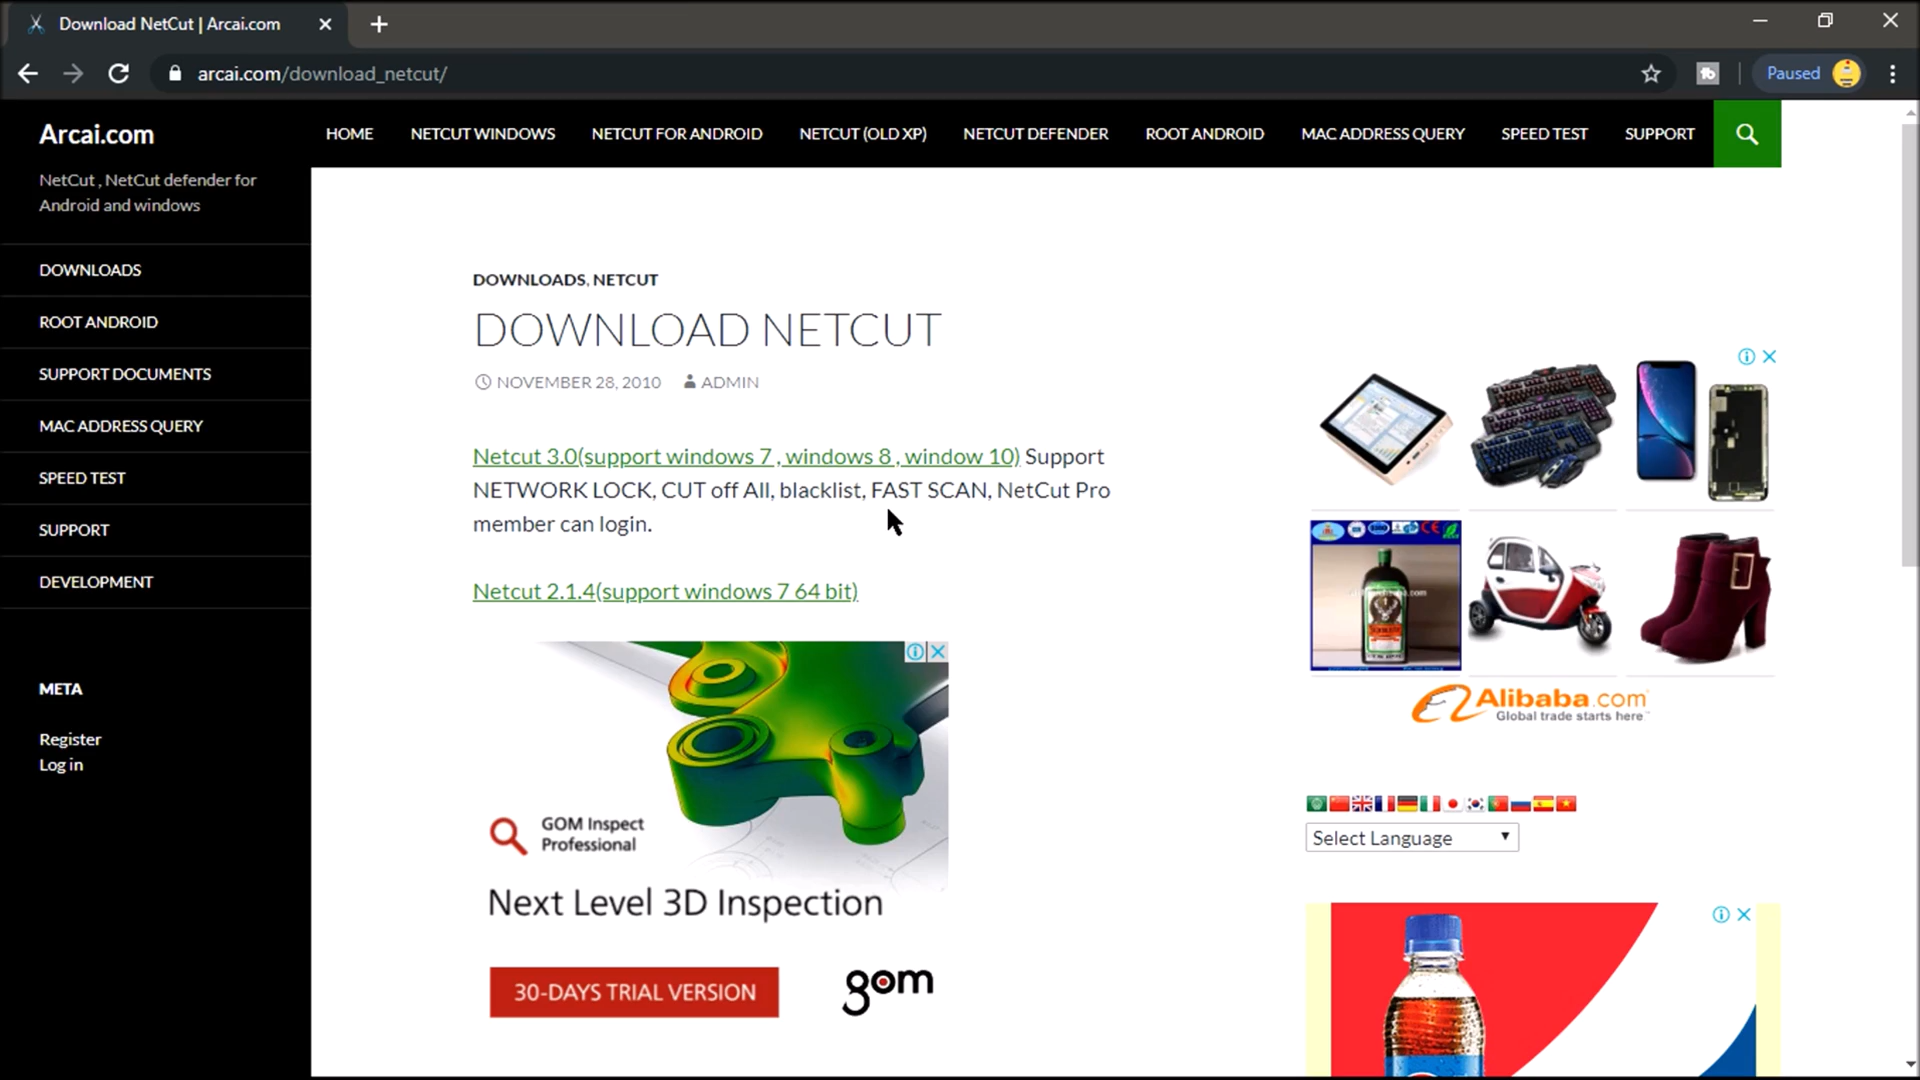 Download NetCut | Arcai.com
arcai.com/download_netcut/
Paused
Arcai.com
NetCut , NetCut defender for
Android and windows
HOME
NETCUT WINDOWS
NETCUT FOR ANDROID
NETCUT (OLD XP)
NETCUT DEFENDER
ROOT ANDROID
MAC ADDRESS QUERY
SPEED TEST
SUPPORT
DOWNLOADS
ROOT ANDROID
SUPPORT DOCUMENTS
MAC ADDRESS QUERY
SPEED TEST
SUPPORT
DEVELOPMENT
META
Register
Log in
DOWNLOADS, NETCUT
DOWNLOAD NETCUT
NOVEMBER 28, 2010 ADMIN
Netcut 3.0(support windows 7 , windows 8 , window 10) Support
NETWORK LOCK, CUT off All, blacklist, FAST SCAN, NetCut Pro
member can login.
Netcut 2.1.4(support windows 7 64 bit)
GOM Inspect
Professional
Next Level 3D Inspection
30-DAYS TRIAL VERSION
gom
Alibaba.com
Global trade starts here
Select Language